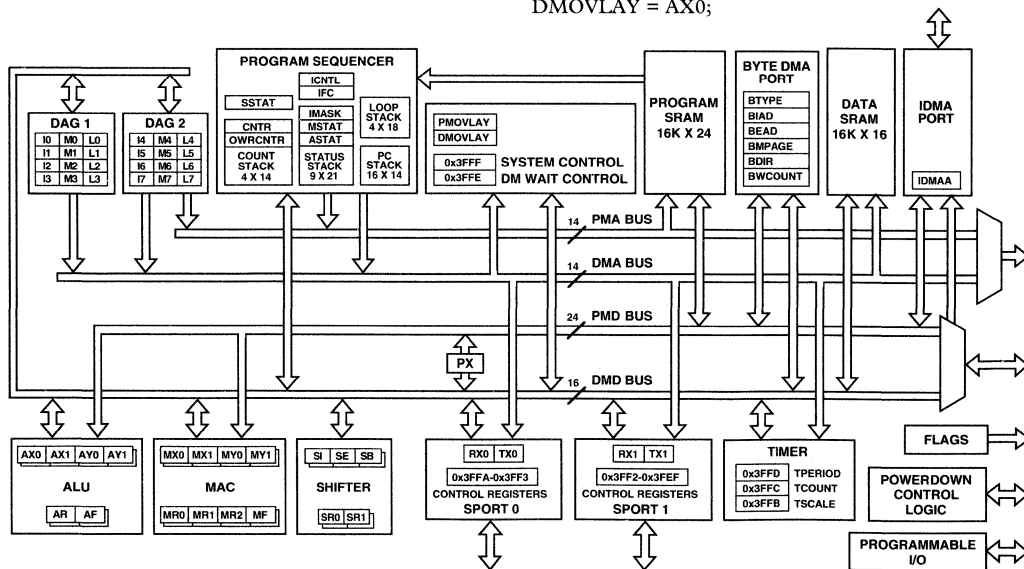 DMOVLAY = AX0;
PROGRAM SEQUENCER
ICNTL
IFC
SSTAT
IMASK
MSTAT
ASTAT
LOOP
STACK
4 X 18
CNTR
OWRCNTR
COUNT
STACK
4 X 14
STATUS
STACK
9 X 21
PC
STACK
16 X 14
DAG 1
I0 M0 L0
I1 M1 L1
I2 M2 L2
I3 M3 L3
DAG 2
I4 M4 L4
I5 M5 L5
I6 M6 L6
I7 M7 L7
PMOVLAY
DMOVLAY
0x3FFF SYSTEM CONTROL
0x3FFE DM WAIT CONTROL
PROGRAM
SRAM
16K X 24
BYTE DMA
PORT
BTYPE
BIAD
BEAD
BMPAGE
BDIR
BWCOUNT
DATA
SRAM
16K X 16
IDMA
PORT
IDMAA
14 PMA BUS
14 DMA BUS
24 PMD BUS
PX
16 DMD BUS
AX0 AX1 AY0 AY1
ALU
AR AF
MX0 MX1 MY0 MY1
MAC
MR0 MR1 MR2 MF
SI SE SB
SHIFTER
SR0 SR1
RX0 TX0
0x3FFA-0x3FF3
CONTROL REGISTERS
SPORT 0
RX1 TX1
0x3FF2-0x3FEF
CONTROL REGISTERS
SPORT 1
TIMER
0x3FFD TPERIOD
0x3FFC TCOUNT
0x3FFB TSCALE
FLAGS
POWERDOWN
CONTROL
LOGIC
PROGRAMMABLE
I/O